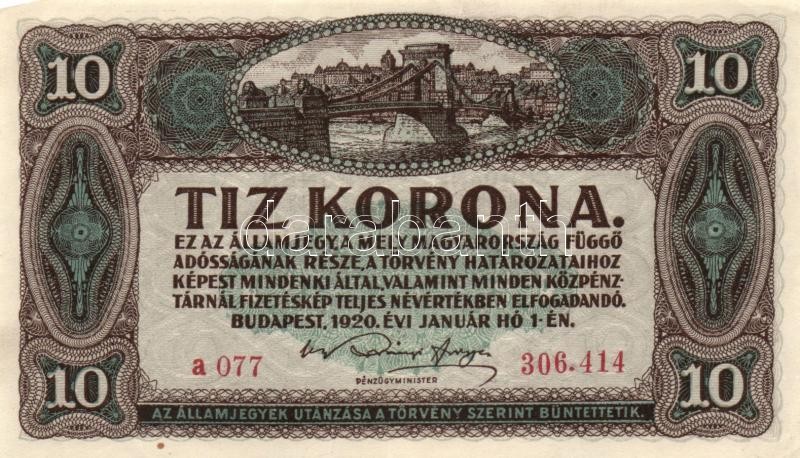 10 10
TIZ KORONA.
EZ AZ ÁLLAMJEGY, A MELY MAGYARORSZÁG FÜGGŐ
ADÓSSÁGÁNAK RÉSZE, A TÖRVÉNY HATÁROZATAIHOZ
KÉPEST MINDENKI ÁLTAL, VALAMINT MINDEN KÖZPÉNZ-
TÁRNÁL FIZETÉSKÉP TELJES NÉVÉRTÉKBEN ELFOGADANDÓ.
BUDAPEST, 1920. ÉVI JANUÁR HÓ 1-ÉN.
a 077 306.414
PÉNZÜGYMINISTER
10 10
AZ ÁLLAMJEGYEK UTÁNZÁSA A TÖRVÉNY SZERINT BÜNTETTETIK.
darabanth